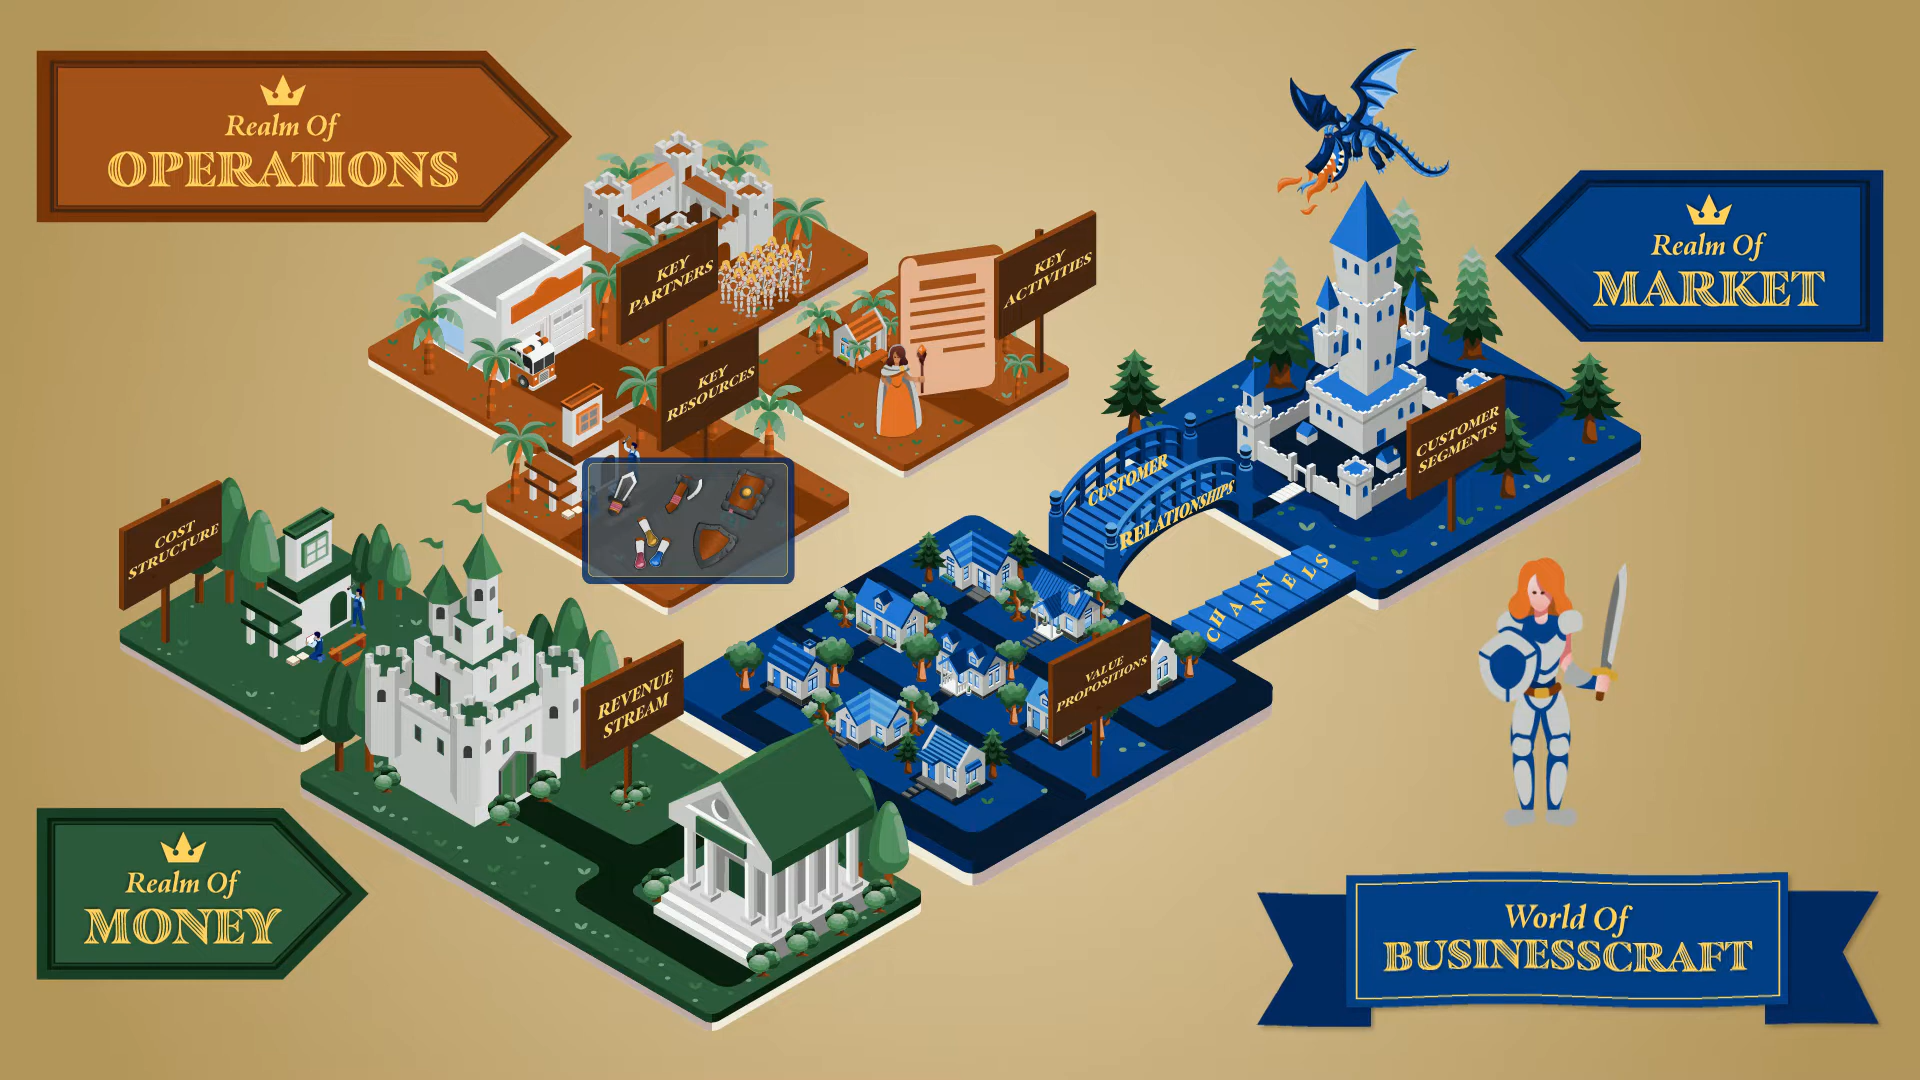 Realm Of
OPERATIONS
KEY
PARTNERS
KEY
ACTIVITIES
KEY
RESOURCES
Realm Of
MARKET
CUSTOMER
SEGMENTS
CUSTOMER
RELATIONSHIPS
CHANNELS
VALUE
PROPOSITIONS
COST
STRUCTURE
REVENUE
STREAM
Realm Of
MONEY
World Of
BUSINESSCRAFT